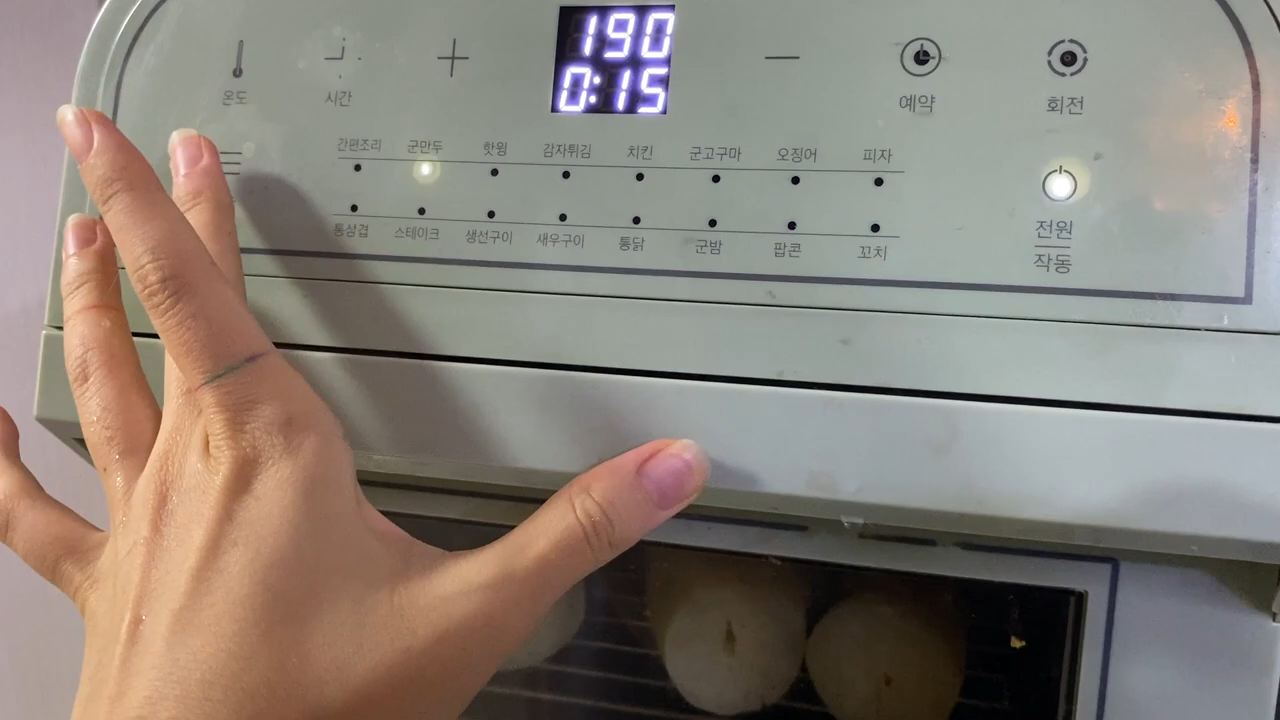 190
0:15
온도
시간
예약
회전
간편조리 군만두 핫윙 감자튀김 치킨 군고구마 오징어 피자
통삼겹 스테이크 생선구이 새우구이 통닭 군밤 팝콘 꼬치
전원
작동